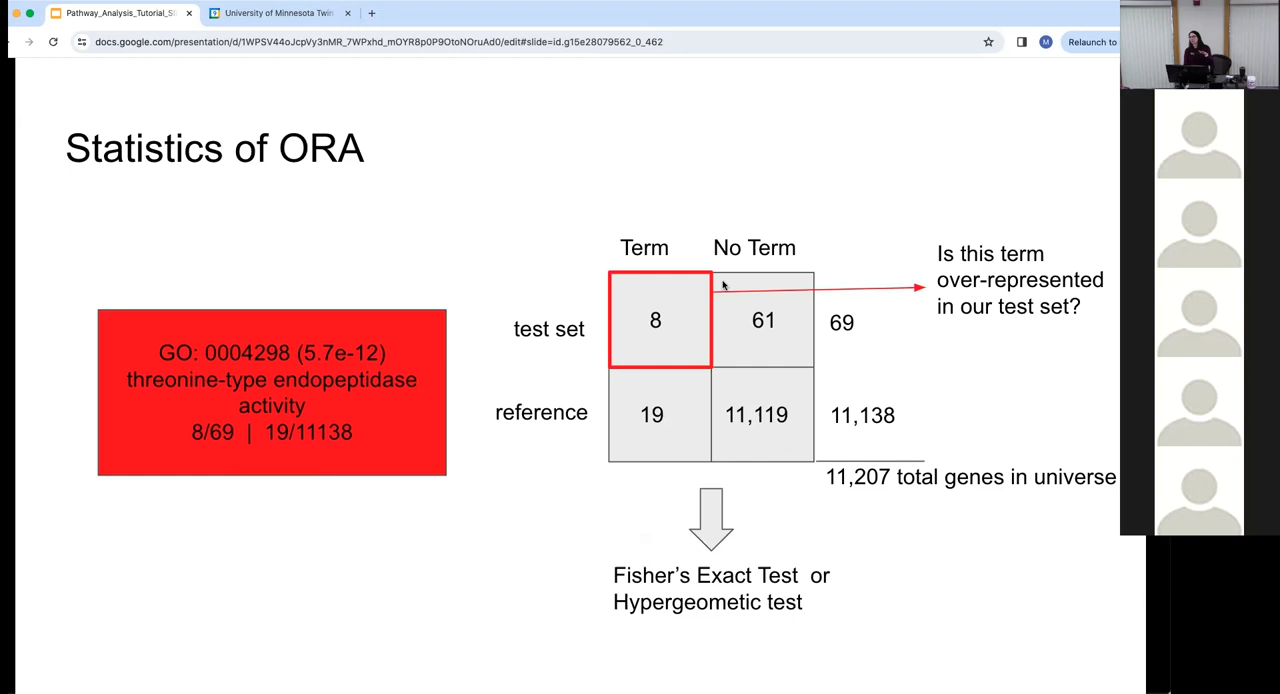 Pathway_Analysis_Tutorial_Sl
University of Minnesota Twin
docs.google.com/presentation/d/1WPSV44oJcpVy3nMR_7WPxhd_mOYR8p0P9OtoNOruAd0/edit#slide=id.g15e28079562_0_462
M
Relaunch to
Statistics of ORA
Term No Term
Is this term
over-represented
in our test set?
test set 8 61 69
GO: 0004298 (5.7e-12)
threonine-type endopeptidase
activity
8/69 | 19/11138
reference 19 11,119 11,138
11,207 total genes in universe
Fisher's Exact Test or
Hypergeometic test